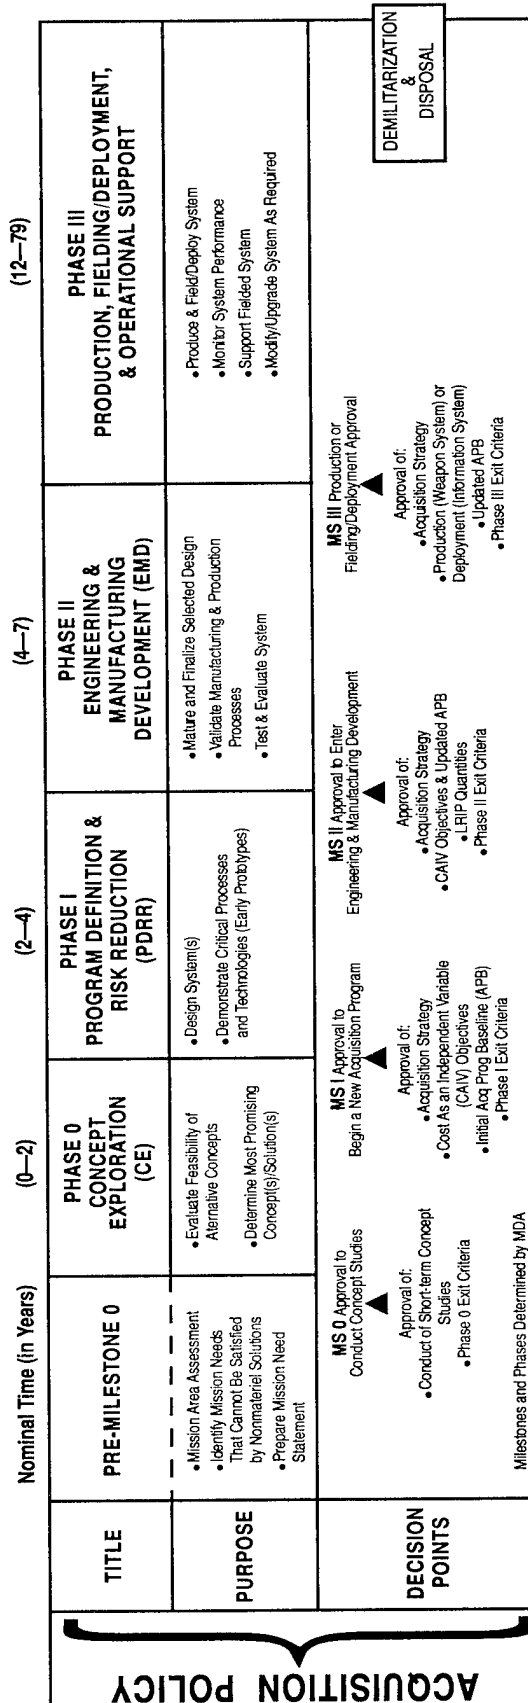 Nominal Time (in Years)
(0—2)
(2—4)
(4—7)
(12—79)
ACQUISITION POLICY
TITLE
PRE-MILESTONE 0
PHASE 0
CONCEPT
EXPLORATION
(CE)
PHASE I
PROGRAM DEFINITION &
RISK REDUCTION
(PDRR)
PHASE II
ENGINEERING &
MANUFACTURING
DEVELOPMENT (EMD)
PHASE III
PRODUCTION, FIELDING/DEPLOYMENT,
& OPERATIONAL SUPPORT
PURPOSE
• Mission Area Assessment
• Identify Mission Needs
That Cannot Be Satisfied
by Nonmateriel Solutions
• Prepare Mission Need
Statement
• Evaluate Feasibility of
Aternative Concepts
• Determine Most Promising
Concept(s)/Solution(s)
• Design System(s)
• Demonstrate Critical Processes
and Technologies (Early Prototypes)
• Mature and Finalize Selected Design
• Validate Manufacturing & Production
Processes
• Test & Evaluate System
• Produce & Field/Deploy System
• Monitor System Performance
• Support Fielded System
• Modify/Upgrade System As Required
DECISION
POINTS
MS 0 Approval to
Conduct Concept Studies
Approval of:
• Conduct of Short-term Concept
Studies
• Phase 0 Exit Criteria
MS I Approval to
Begin a New Acquisition Program
Approval of:
• Acquisition Strategy
• Cost As an Independent Variable
(CAIV) Objectives
• Initial Acq Prog Baseline (APB)
• Phase I Exit Criteria
MS II Approval to Enter
Engineering & Manufacturing Development
Approval of:
• Acquisition Strategy
• CAIV Objectives & Updated APB
• LRIP Quantities
• Phase II Exit Criteria
MS III Production or
Fielding/Deployment Approval
Approval of:
• Acquisition Strategy
• Production (Weapon System) or
Deployment (Information System)
• Updated APB
• Phase III Exit Criteria
DEMILITARIZATION
&
DISPOSAL
Milestones and Phases Determined by MDA